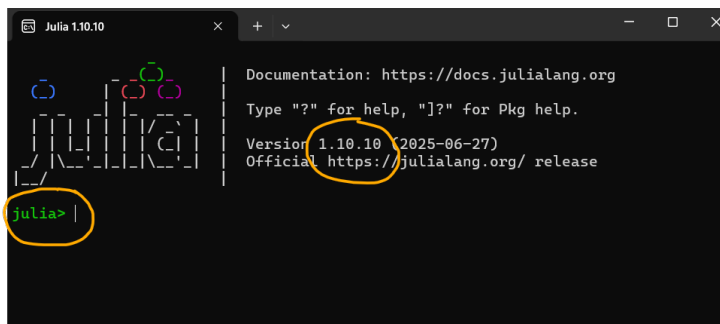 Julia 1.10.10
Documentation: https://docs.julialang.org
Type "?" for help, "]?" for Pkg help.
Version 1.10.10 (2025-06-27)
Official https://julialang.org/ release
julia>